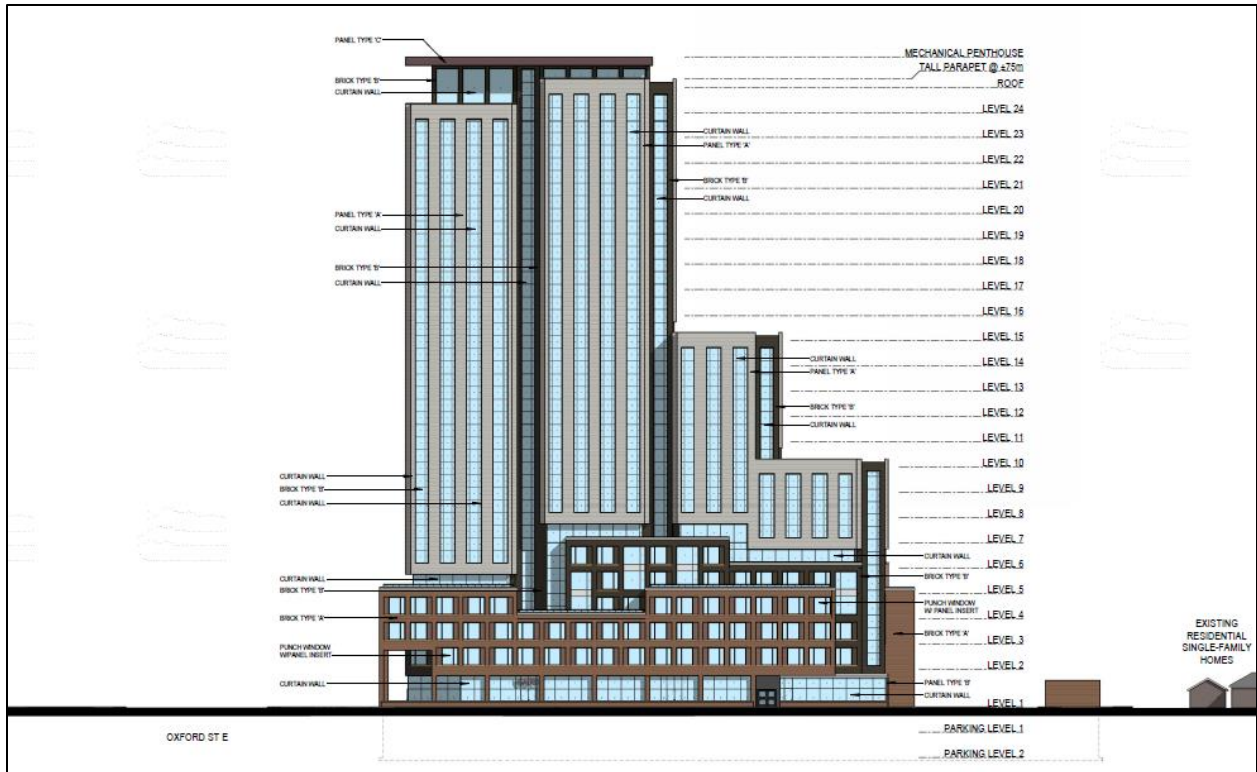 PANEL TYPE 'C'
BRICK TYPE 'B'
CURTAIN WALL
PANEL TYPE 'A'
CURTAIN WALL
BRICK TYPE 'B'
CURTAIN WALL
CURTAIN WALL
BRICK TYPE 'B'
CURTAIN WALL
CURTAIN WALL
BRICK TYPE 'B'
BRICK TYPE 'A'
PUNCH WINDOW
W/PANEL INSERT
CURTAIN WALL
CURTAIN WALL
PANEL TYPE 'A'
BRICK TYPE 'B'
CURTAIN WALL
CURTAIN WALL
PANEL TYPE 'A'
BRICK TYPE 'B'
CURTAIN WALL
CURTAIN WALL
BRICK TYPE 'B'
PUNCH WINDOW
W/ PANEL INSERT
BRICK TYPE 'A'
PANEL TYPE 'B'
CURTAIN WALL
MECHANICAL PENTHOUSE
TALL PARAPET @ ±75m
ROOF
LEVEL 24
LEVEL 23
LEVEL 22
LEVEL 21
LEVEL 20
LEVEL 19
LEVEL 18
LEVEL 17
LEVEL 16
LEVEL 15
LEVEL 14
LEVEL 13
LEVEL 12
LEVEL 11
LEVEL 10
LEVEL 9
LEVEL 8
LEVEL 7
LEVEL 6
LEVEL 5
LEVEL 4
LEVEL 3
LEVEL 2
LEVEL 1
PARKING LEVEL 1
PARKING LEVEL 2
EXISTING
RESIDENTIAL
SINGLE-FAMILY
HOMES
OXFORD ST E